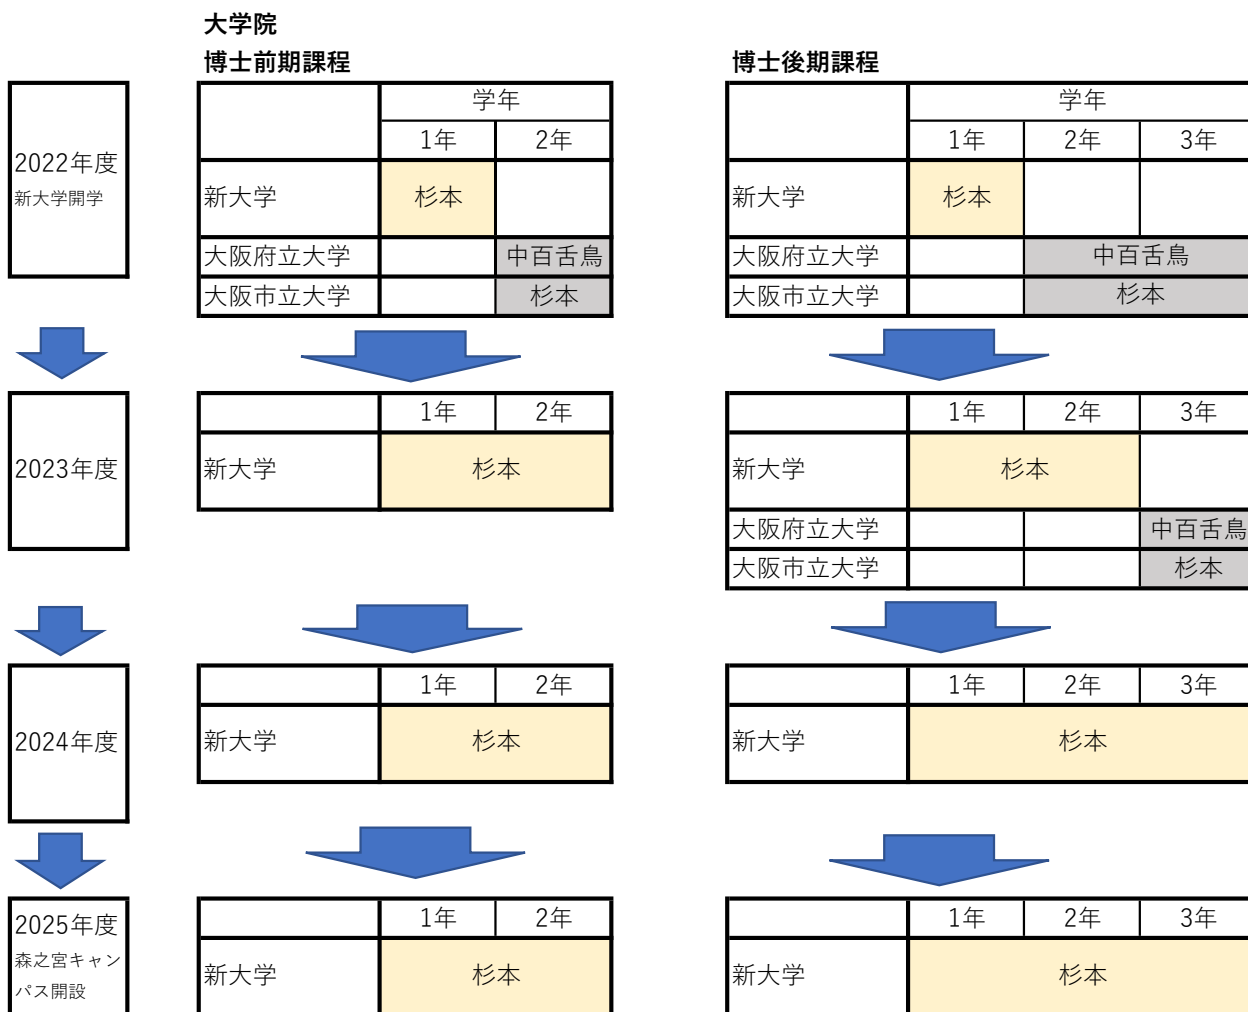 大学院
博士前期課程
博士後期課程
2022年度
新大学開学
学年
1年 2年
新大学 杉本
大阪府立大学 中百舌鳥
大阪市立大学 杉本
学年
1年 2年 3年
新大学 杉本
大阪府立大学 中百舌鳥
大阪市立大学 杉本
2023年度
1年 2年
新大学 杉本
1年 2年 3年
新大学 杉本
大阪府立大学 中百舌鳥
大阪市立大学 杉本
2024年度
1年 2年
新大学 杉本
1年 2年 3年
新大学 杉本
2025年度
森之宮キャン
パス開設
1年 2年
新大学 杉本
1年 2年 3年
新大学 杉本